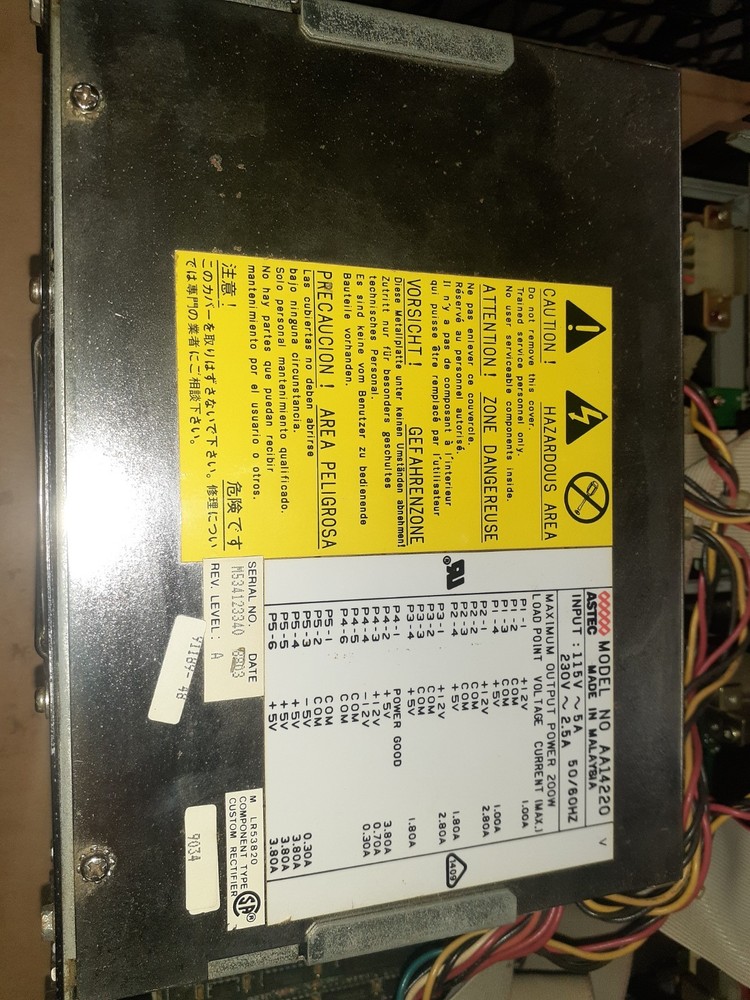 CAUTION ! HAZARDOUS AREA
Do not remove this cover.
Trained service personnel only.
No user serviceable components inside.
ATTENTION ! ZONE DANGEREUSE
Ne pas enlever ce couvercle.
Réservé au personnel autorisé.
Il n'y a pas de composant à l'intérieur
qui puisse être remplacé par l'utilisateur
VORSICHT ! GEFAHRENZONE
Diese Metallplatte unter keinen Umständen abnehmen!
Zutritt nur für besonders geschultes
technisches Personal.
Es sind keine vom Benutzer zu bedienende
Bauteile vorhanden.
PRECAUCION ! AREA PELIGROSA
Las cubiertas no deben abrirse
bajo ninguna circunstancia.
Solo personal mantenimiento qualificado.
No hay partes que puedan recibir
mantenimiento por el usuario o otros.
注意！ 危険です
このカバーを取りはずさないで下さい。修理につい
ては専門の業者にご相談下さい。
ASTEC MODEL NO AA14220 V
MADE IN MALAYSIA
INPUT : 115V ~ 5A 50/60HZ
230V ~ 2.5A
MAXIMUM OUTPUT POWER 200W
LOAD POINT VOLTAGE CURRENT (MAX.)
P1-1 +12V 1.00A
P1-2 COM
P1-3 COM
P1-4 +5V 1.00A
P2-1 +12V 2.80A
P2-2 COM
P2-3 COM
P2-4 +5V 1.80A
P3-1 +12V 2.80A
P3-2 COM
P3-3 COM
P3-4 +5V 1.80A
P4-1 POWER GOOD
P4-2 +5V 3.80A
P4-3 +12V 0.70A
P4-4 -12V 0.30A
P4-5 COM
P4-6 COM
P5-1 COM
P5-2 COM
P5-3 -5V 0.30A
P5-4 +5V 3.80A
P5-5 +5V 3.80A
P5-6 +5V 3.80A
1409
SERIAL NO. DATE
M534123340
REV. LEVEL: A
91189-48
M LR53820
COMPONENT TYPE
CUSTOM RECTIFIER
SA®
9034